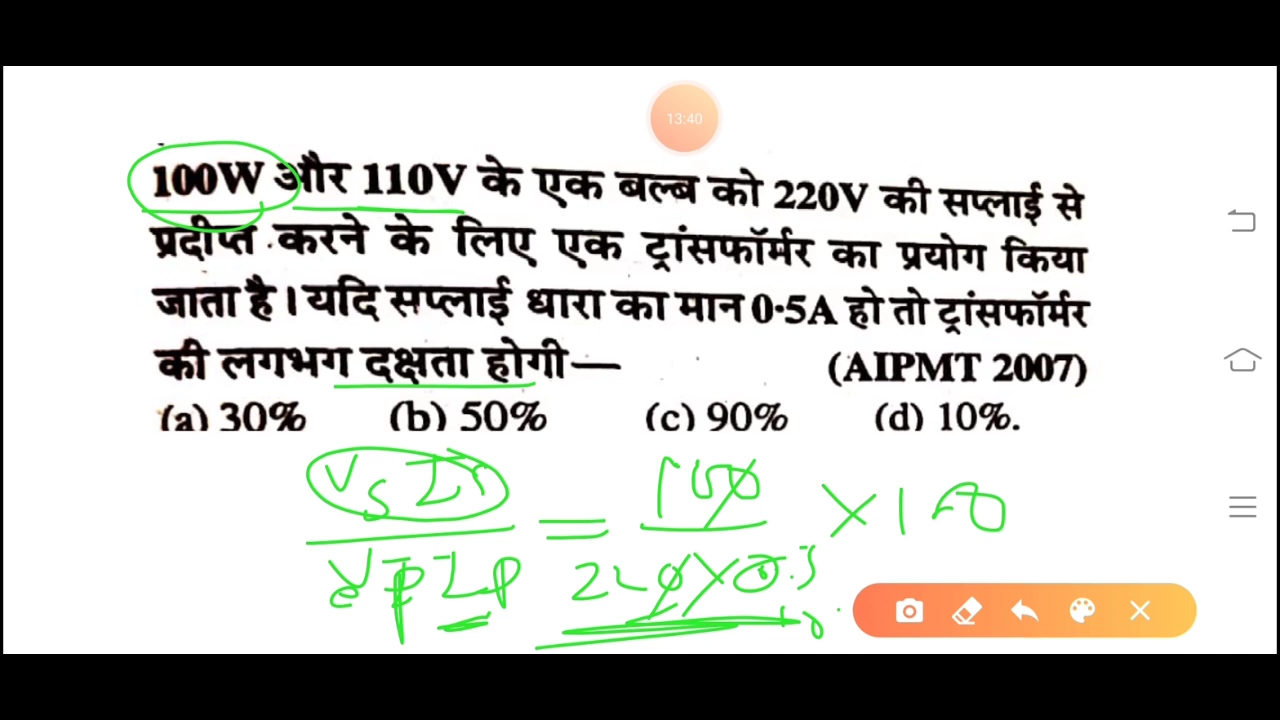 13:40
100W और 110V के एक बल्ब को 220V की सप्लाई से
प्रदीप्त करने के लिए एक ट्रांसफॉर्मर का प्रयोग किया
जाता है। यदि सप्लाई धारा का मान 0·5A हो तो ट्रांसफॉर्मर
की लगभग दक्षता होगी— (AIPMT 2007)
(a) 30% (b) 50% (c) 90% (d) 10%.
= 100 × 100
220 × 0.5